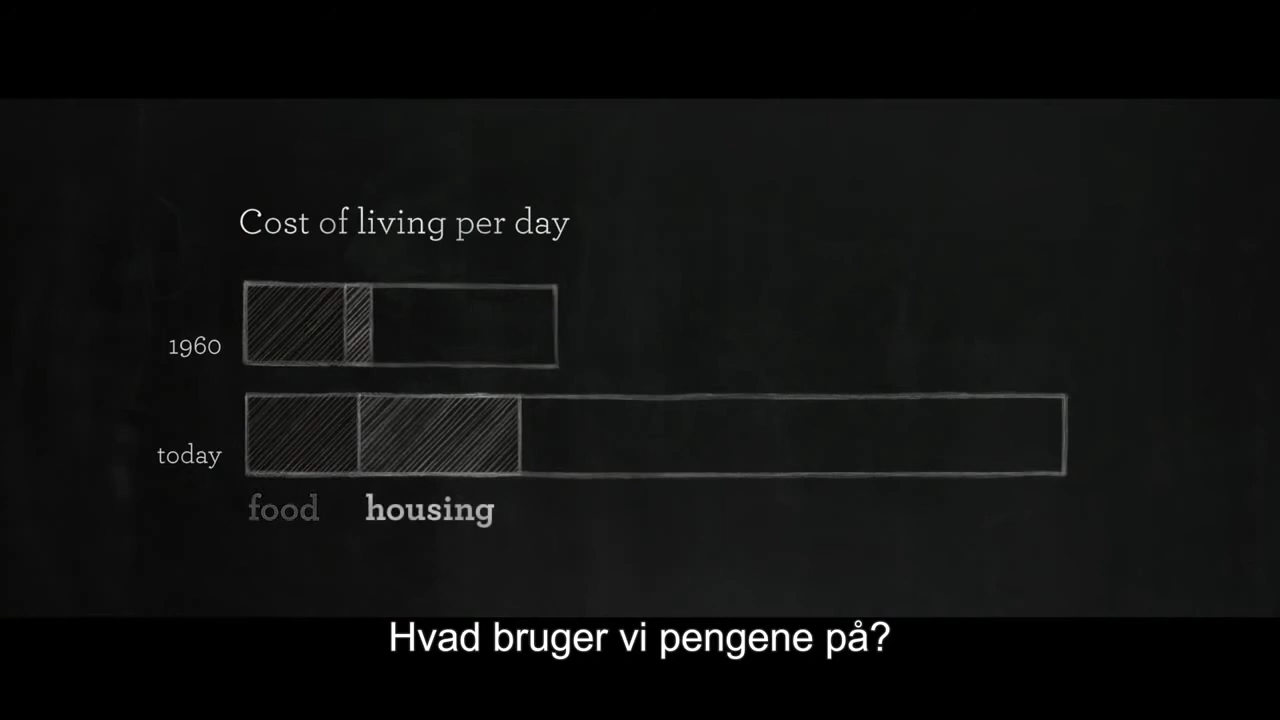 Cost of living per day
1960
today
food housing
Hvad bruger vi pengene på?